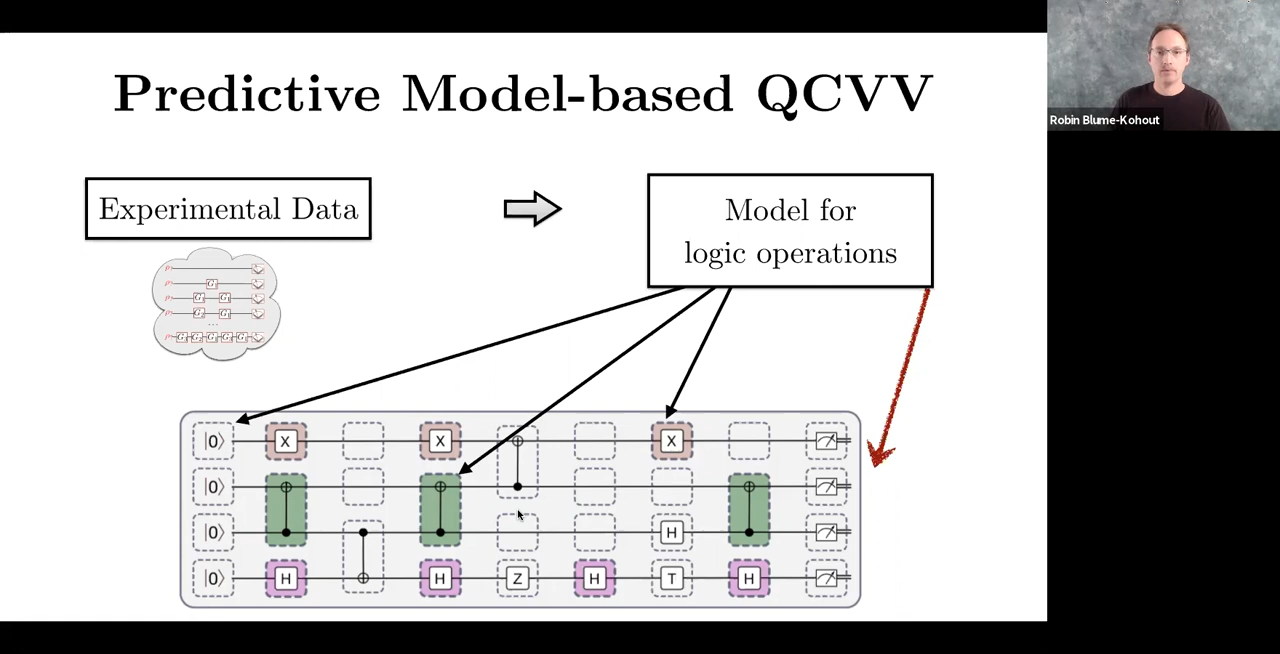 Predictive Model-based QCVV
Robin Blume-Kohout
Experimental Data
Model for
logic operations
|0⟩ X X X
|0⟩
|0⟩ H
|0⟩ H H Z H T H